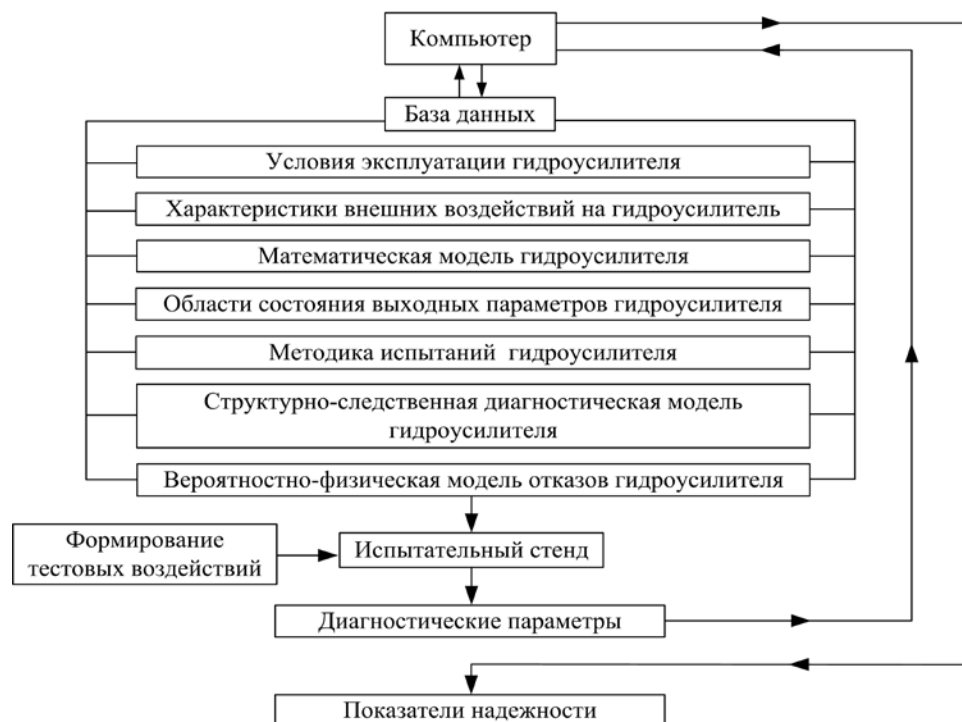 Компьютер
База данных
Условия эксплуатации гидроусилителя
Характеристики внешних воздействий на гидроусилитель
Математическая модель гидроусилителя
Области состояния выходных параметров гидроусилителя
Методика испытаний гидроусилителя
Структурно-следственная диагностическая модель
гидроусилителя
Вероятностно-физическая модель отказов гидроусилителя
Формирование
тестовых воздействий
Испытательный стенд
Диагностические параметры
Показатели надежности